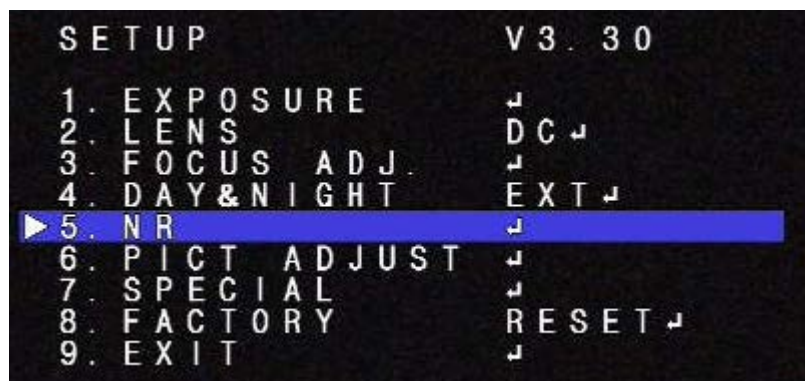 SETUP V3.30
1. EXPOSURE ↵
2. LENS DC↵
3. FOCUS ADJ. ↵
4. DAY&NIGHT EXT↵
▶5. NR ↵
6. PICT ADJUST ↵
7. SPECIAL ↵
8. FACTORY RESET↵
9. EXIT ↵